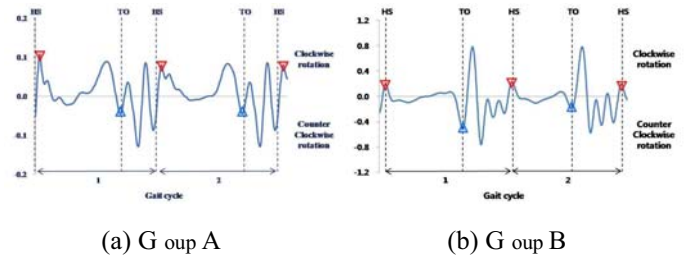 HS TO HS TO HS
0.2
0.1
0.0
-0.1
-0.2
Clockwise
rotation
Counter
Clockwise
rotation
1 2
Gait cycle
(a) G oup A
HS TO HS TO HS
1.2
0.8
0.4
0.0
-0.4
-0.8
-1.2
Clockwise
rotation
Counter
Clockwise
rotation
1 2
Gait cycle
(b) G oup B